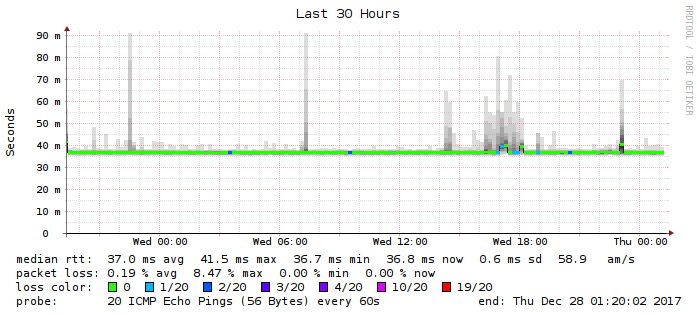 Last 30 Hours
RRDTOOL / TOBI OETIKER
Seconds
90 m
80 m
70 m
60 m
50 m
40 m
30 m
20 m
10 m
0
Wed 00:00 Wed 06:00 Wed 12:00 Wed 18:00 Thu 00:00
median rtt: 37.0 ms avg 41.5 ms max 36.7 ms min 36.8 ms now 0.6 ms sd 58.9 am/s
packet loss: 0.19 % avg 8.47 % max 0.00 % min 0.00 % now
loss color: 0 1/20 2/20 3/20 4/20 10/20 19/20
probe: 20 ICMP Echo Pings (56 Bytes) every 60s end: Thu Dec 28 01:20:02 2017